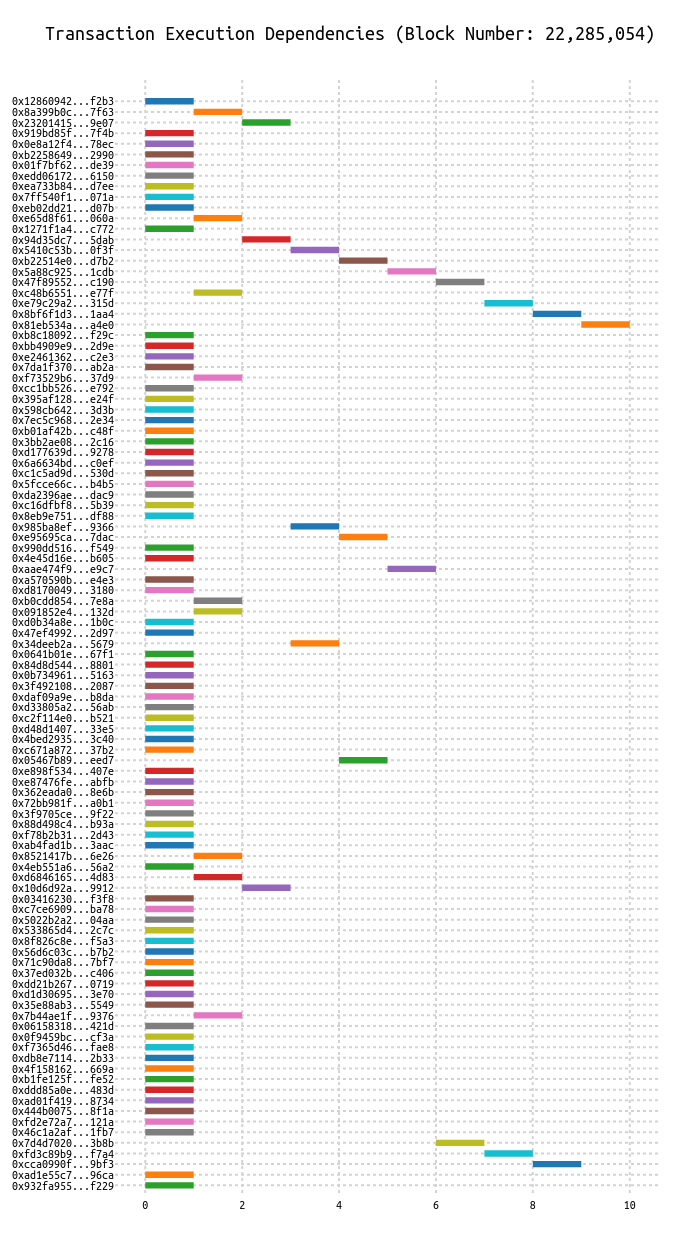 Transaction Execution Dependencies (Block Number: 22,285,054)
0x12860942...f2b3
0x8a399b0c...7f63
0x23201415...9e07
0x919bd85f...7f4b
0x0e8a12f4...78ec
0xb2258649...2990
0x01f7bf62...de39
0xedd06172...6150
0xea733b84...d7ee
0x7ff540f1...071a
0xeb02dd21...d07b
0xe65d8f61...060a
0x1271f1a4...c772
0x94d35dc7...5dab
0x5410c53b...0f3f
0xb22514e0...d7b2
0x5a88c925...1cdb
0x47f89552...c190
0xc48b6551...e77f
0xe79c29a2...315d
0x8bf6f1d3...1aa4
0x81eb534a...a4e0
0xb8c18092...f29c
0xbb4909e9...2d9e
0xe2461362...c2e3
0x7da1f370...ab2a
0xf73529b6...37d9
0xcc1bb526...e792
0x395af128...e24f
0x598cb642...3d3b
0x7ec5c968...2e34
0xb01af42b...c48f
0x3bb2ae08...2c16
0xd177639d...9278
0x6a6634bd...c0ef
0xc1c5ad9d...530d
0x5fcce66c...b4b5
0xda2396ae...dac9
0xc16dfbf8...5b39
0x8eb9e751...df88
0x985ba8ef...9366
0xe95695ca...7dac
0x990dd516...f549
0x4e45d16e...b605
0xaae474f9...e9c7
0xa570590b...e4e3
0xd8170049...3180
0xb0cdd854...7e8a
0x091852e4...132d
0xd0b34a8e...1b0c
0x47ef4992...2d97
0x34deeb2a...5679
0x0641b01e...67f1
0x84d8d544...8801
0x0b734961...5163
0x3f492108...2087
0xdaf09a9e...b8da
0xd33805a2...56ab
0xc2f114e0...b521
0xd48d1407...33e5
0x4bed2935...3c40
0xc671a872...37b2
0x05467b89...eed7
0xe898f534...407e
0xe87476fe...abfb
0x362eada0...8e6b
0x72bb981f...a0b1
0x3f9705ce...9f22
0x88d498c4...b93a
0xf78b2b31...2d43
0xab4fad1b...3aac
0x8521417b...6e26
0x4eb551a6...56a2
0xd6846165...4d83
0x10d6d92a...9912
0x03416230...f3f8
0xc7ce6909...ba78
0x5022b2a2...04aa
0x533865d4...2c7c
0x8f826c8e...f5a3
0x56d6c03c...b7b2
0x71c90da8...7bf7
0x37ed032b...c406
0xdd21b267...0719
0xd1d30695...3e70
0x35e88ab3...5549
0x7b44ae1f...9376
0x06158318...421d
0x0f9459bc...cf3a
0xf7365d46...fae8
0xdb8e7114...2b33
0x4f158162...669a
0xb1fe125f...fe52
0xddd85a0e...483d
0xad01f419...8734
0x444b0075...8f1a
0xfd2e72a7...121a
0x46c1a2af...1fb7
0x7d4d7020...3b8b
0xfd3c89b9...f7a4
0xcca0990f...9bf3
0xad1e55c7...96ca
0x932fa955...f229
0 2 4 6 8 10